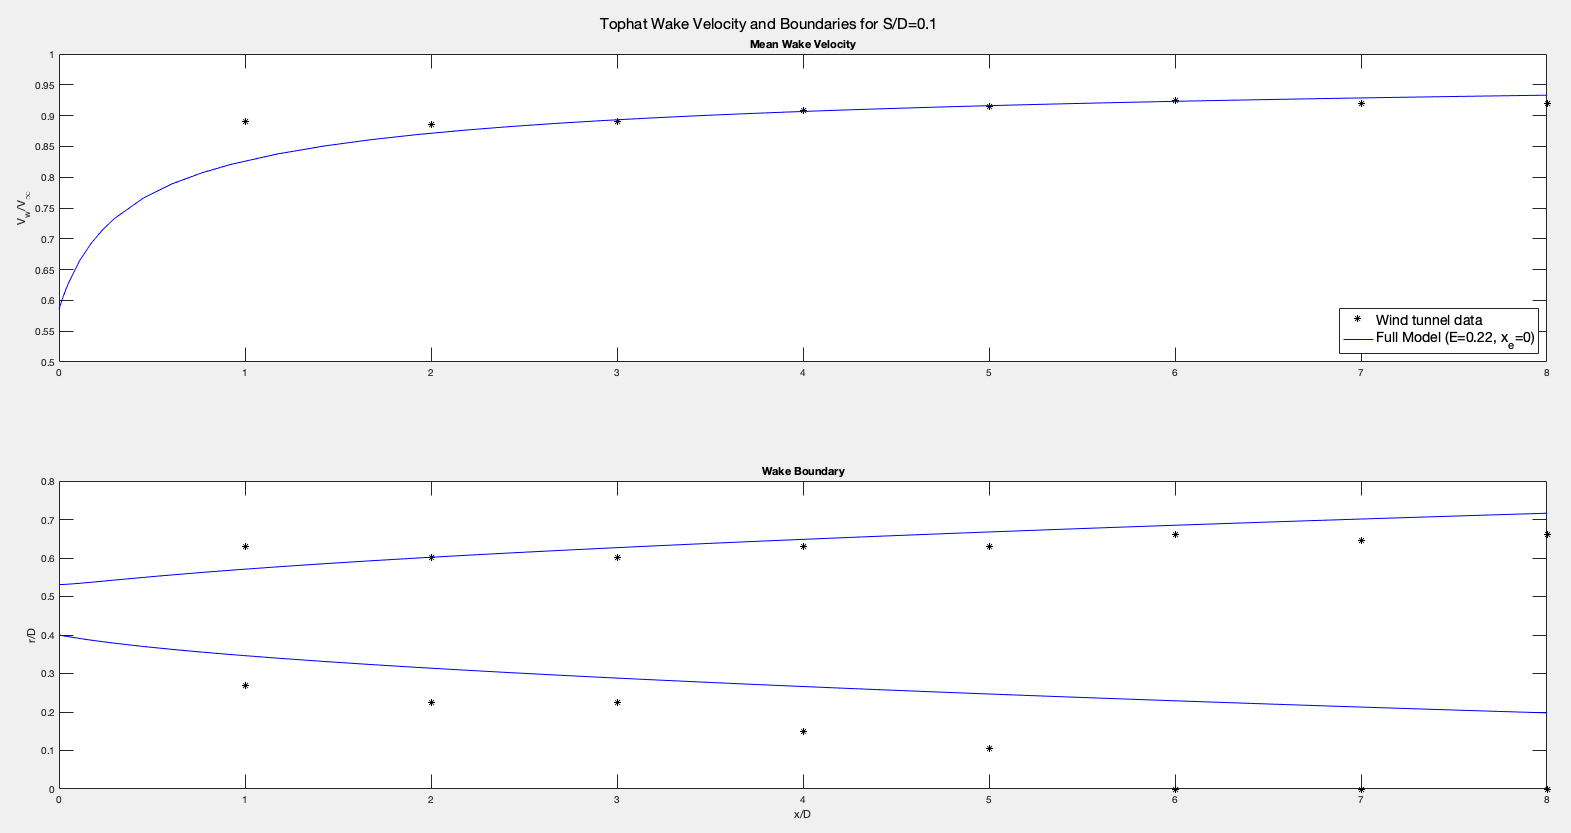 Tophat Wake Velocity and Boundaries for S/D=0.1
Mean Wake Velocity
1
0.95
0.9
0.85
0.8
0.75
0.7
0.65
0.6
0.55
0.5
V_w/V_∞
Wind tunnel data
Full Model (E=0.22, x_e=0)
0 1 2 3 4 5 6 7 8
Wake Boundary
0.8
0.7
0.6
0.5
0.4
0.3
0.2
0.1
0
r/D
0 1 2 3 4 5 6 7 8
x/D